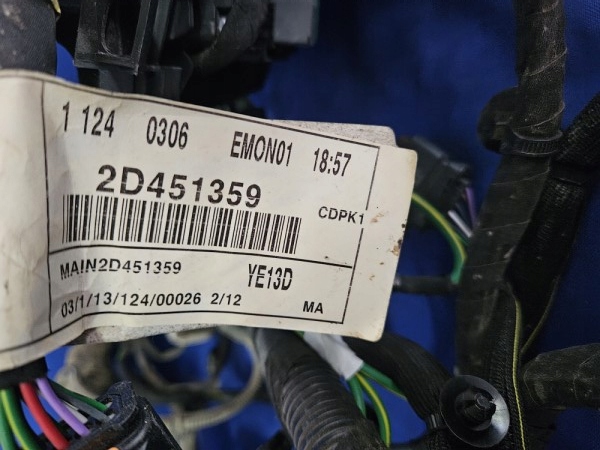 1 124 0306 EMON01 18:57
2D451359
CDPK1
MAIN2D451359 YE13D
03/1/13/124/00026 2/12 MA